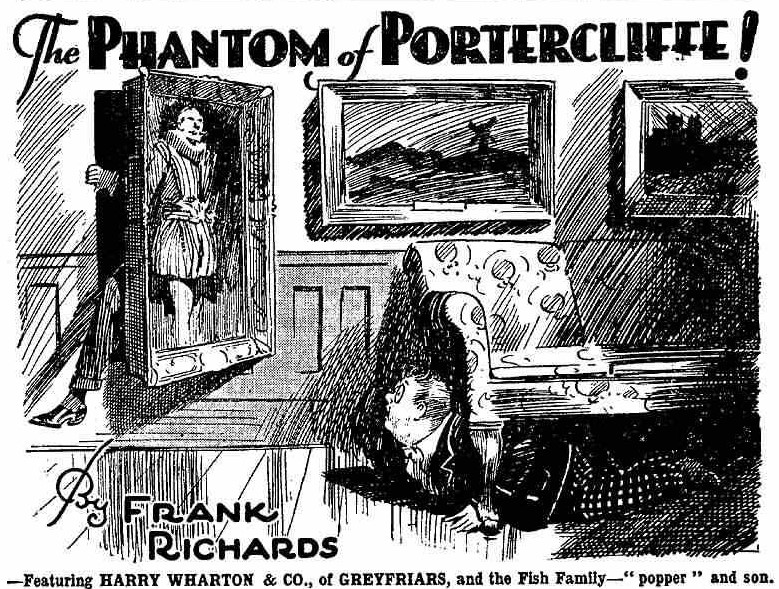 The PHANTOM of PORTERCLIFFE!
By FRANK
RICHARDS
—Featuring HARRY WHARTON & CO., of GREYFRIARS, and the Fish Family—“ popper ” and son.